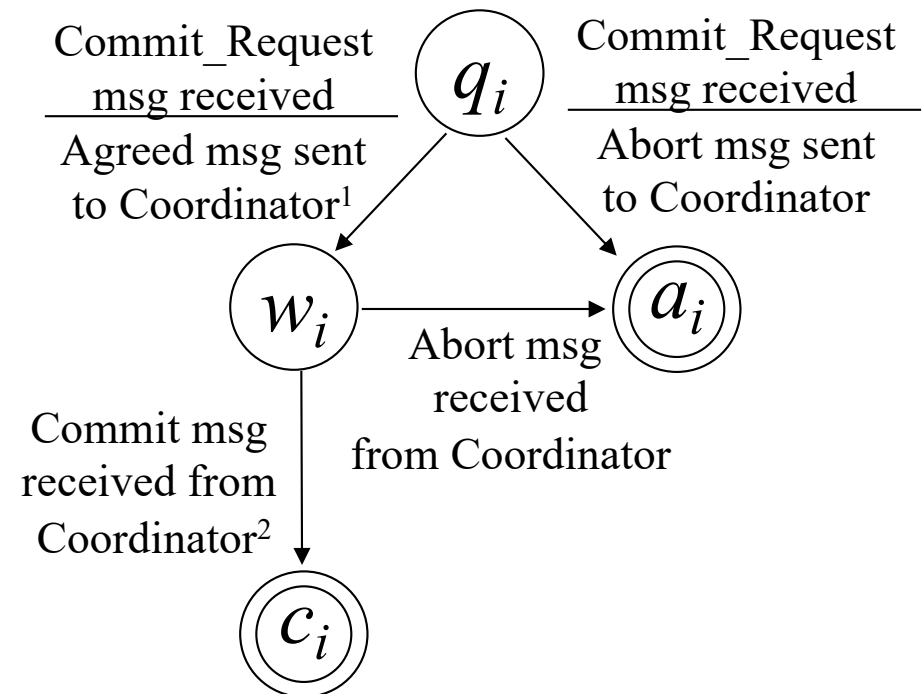 Commit_Request
msg received
Agreed msg sent
to Coordinator¹
q_i
Commit_Request
msg received
Abort msg sent
to Coordinator
w_i
a_i
Abort msg
received
from Coordinator
Commit msg
received from
Coordinator²
c_i